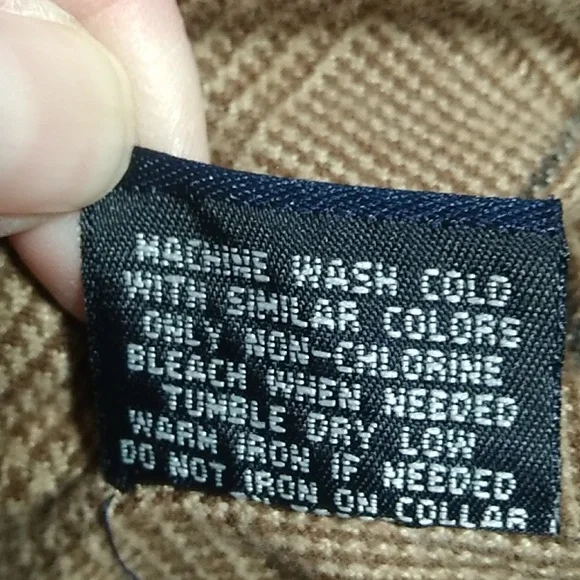 MACHINE WASH COLD
WITH SIMILAR COLORE
ONLY NON-CHLORINE
BLEACH WHEN NEEDED
TUMBLE DRY LOW
WARM IRON IF NEEDED
DO NOT IRON ON COLLAR